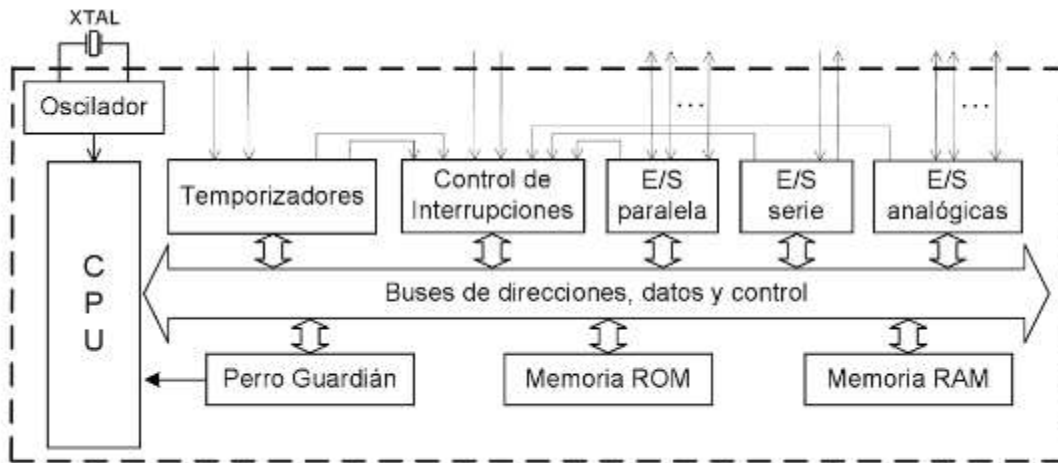 XTAL
Oscilador
Temporizadores
Control de
Interrupciones
E/S
paralela
E/S
serie
E/S
analógicas
C
P
U
Buses de direcciones, datos y control
Perro Guardián
Memoria ROM
Memoria RAM